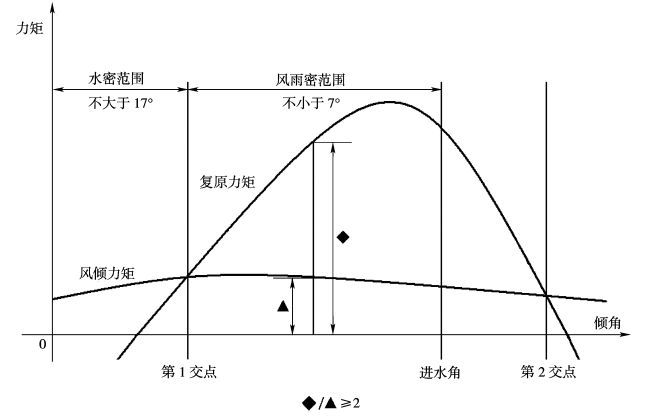 力矩
水密范围
不大于 17°
风雨密范围
不小于 7°
复原力矩
◆
风倾力矩
▲
倾角
0
第 1 交点
进水角
第 2 交点
◆/▲≥2